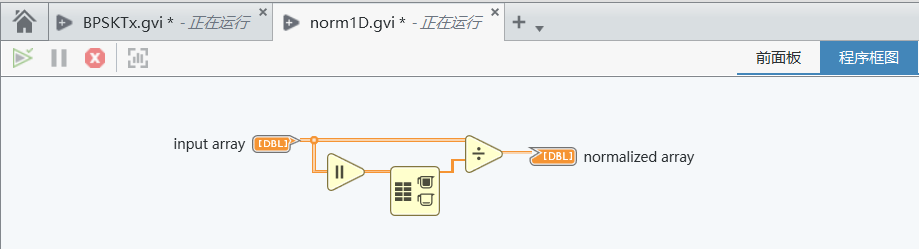 BPSKTx.gvi * - 正在运行
norm1D.gvi * - 正在运行
前面板
程序框图
input array
[DBL]
[DBL]
normalized array